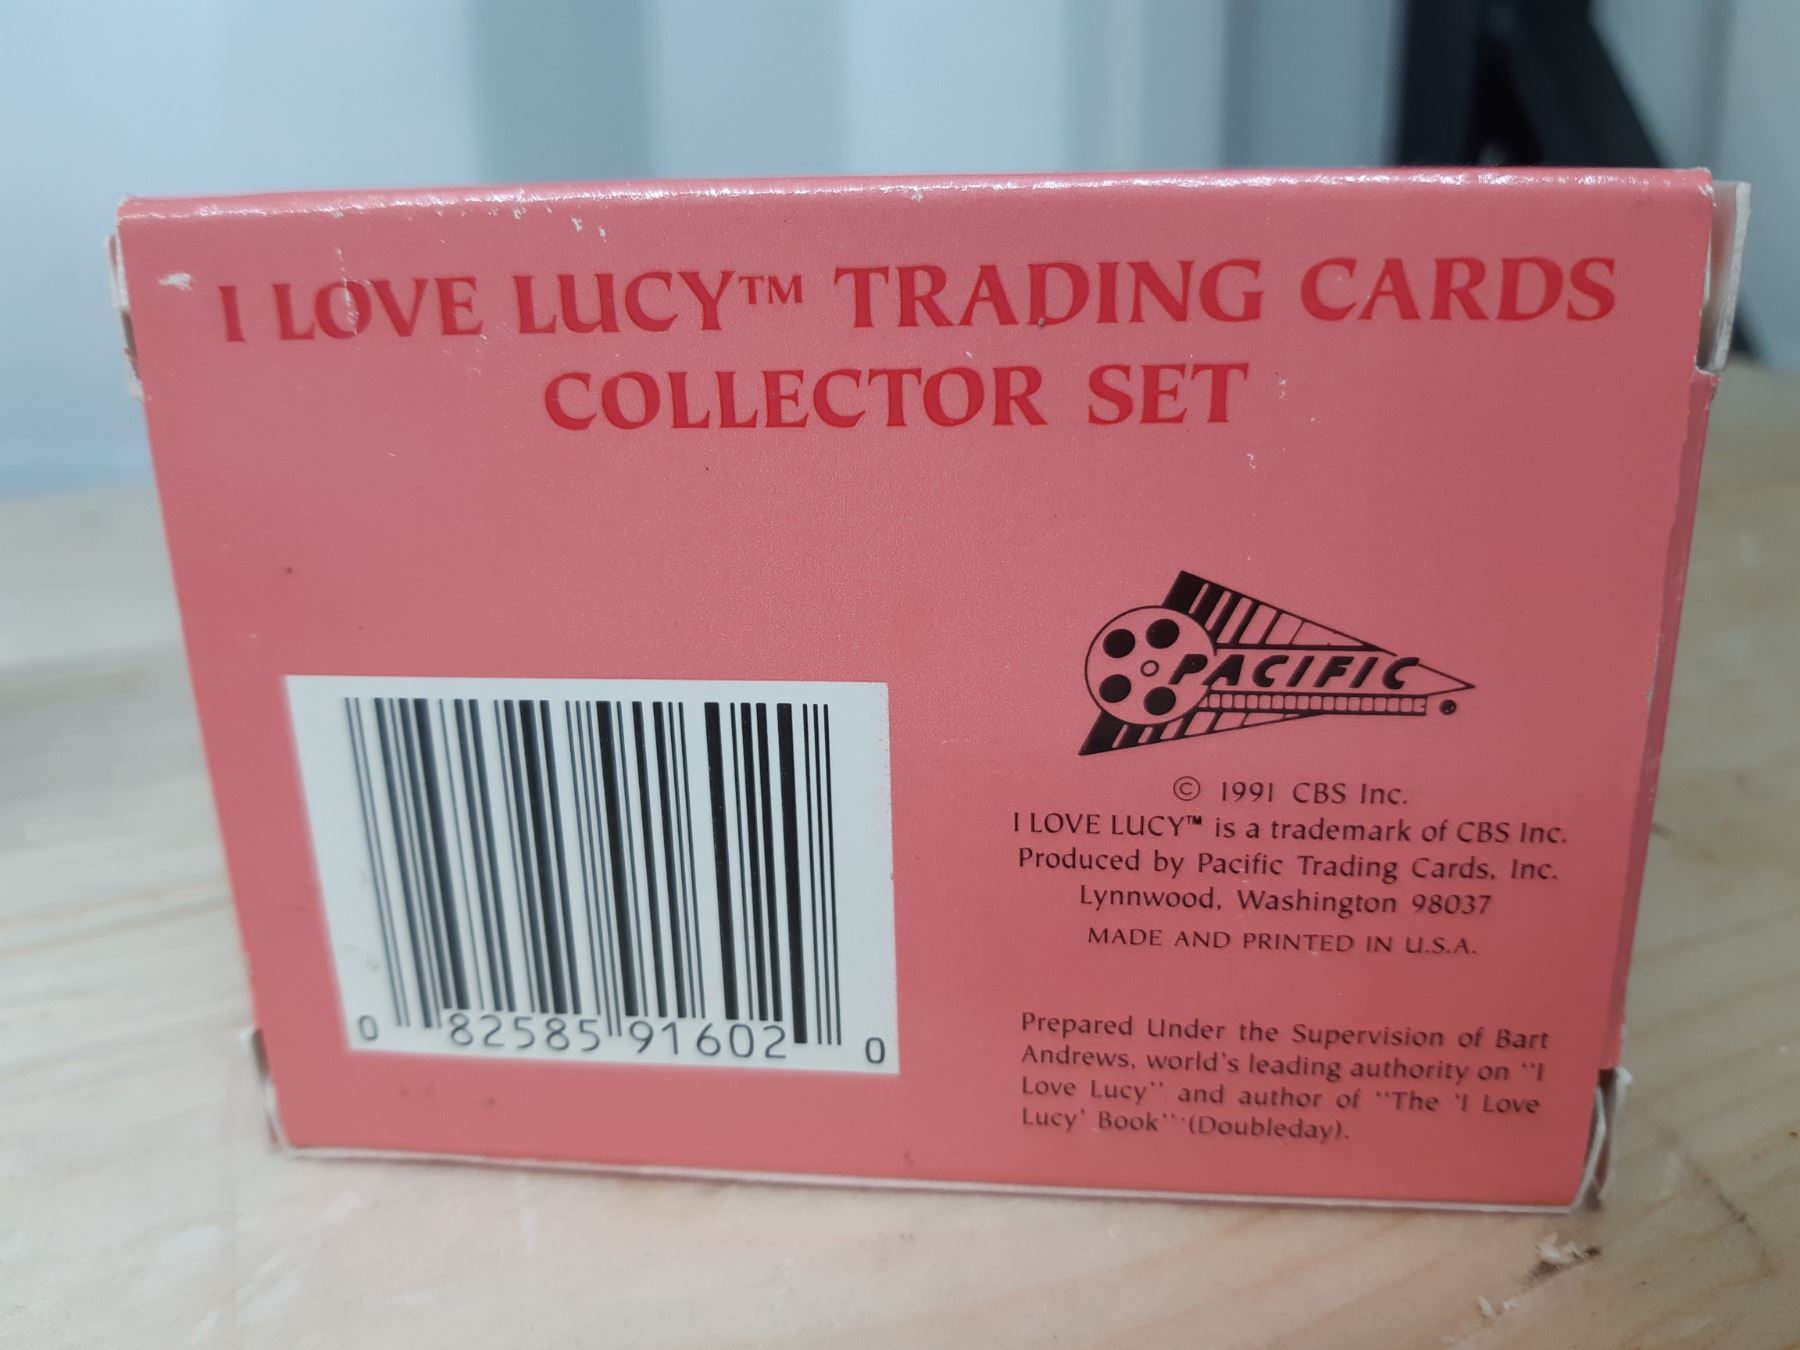 I LOVE LUCY™ TRADING CARDS
COLLECTOR SET
PACIFIC
© 1991 CBS Inc.
I LOVE LUCY™ is a trademark of CBS Inc.
Produced by Pacific Trading Cards, Inc.
Lynnwood, Washington 98037
MADE AND PRINTED IN U.S.A.
Prepared Under the Supervision of Bart
Andrews, world's leading authority on "I
Love Lucy" and author of "The 'I Love
Lucy' Book" (Doubleday).
0 82585 91602 0